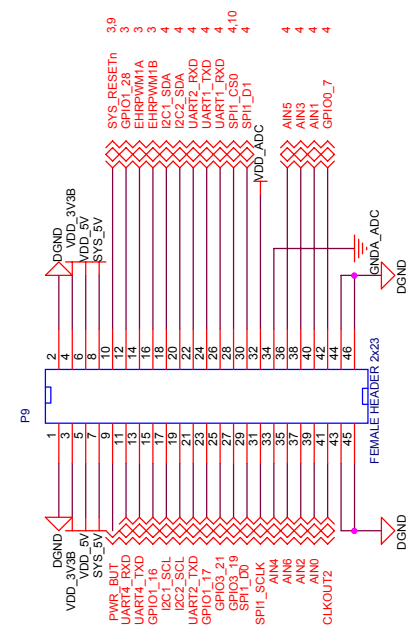 P9
DGND 1 2 DGND
VDD_3V3B 3 4 VDD_3V3B
VDD_5V 5 6 VDD_5V
SYS_5V 7 8 SYS_5V
PWR_BUT 9 10 SYS_RESETn 3,9
UART4_RXD 11 12 GPIO1_28 3
UART4_TXD 13 14 EHRPWM1A 3
GPIO1_16 15 16 EHRPWM1B 3
I2C1_SCL 17 18 I2C1_SDA 4
I2C2_SCL 19 20 I2C2_SDA 4
UART2_TXD 21 22 UART2_RXD 4
GPIO1_17 23 24 UART1_TXD 4
GPIO3_21 25 26 UART1_RXD 4
GPIO3_19 27 28 SPI1_CS0 4,10
SPI1_D0 29 30 SPI1_D1 4
SPI1_SCLK 31 32 VDD_ADC
AIN4 33 34 GNDA_ADC
AIN6 35 36 AIN5 4
AIN2 37 38 AIN3 4
AIN0 39 40 AIN1 4
CLKOUT2 41 42 GPIO0_7 4
43 44
45 46
DGND DGND
FEMALE HEADER 2x23